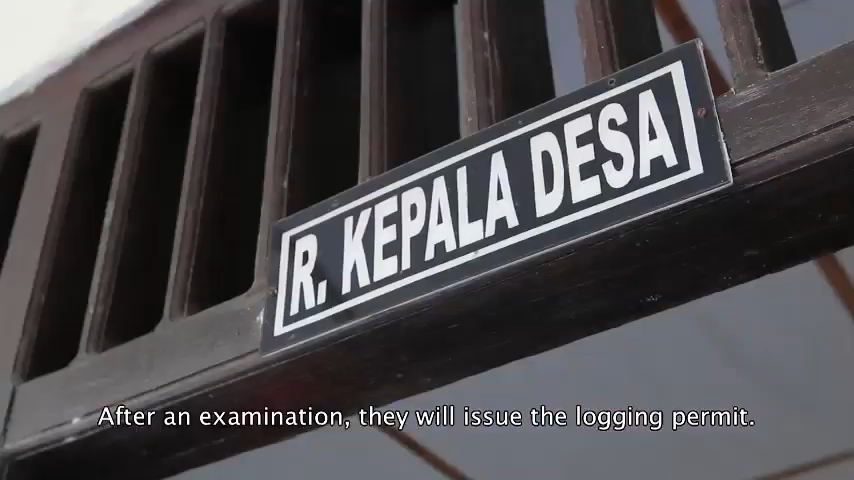 R. KEPALA DESA
After an examination, they will issue the logging permit.